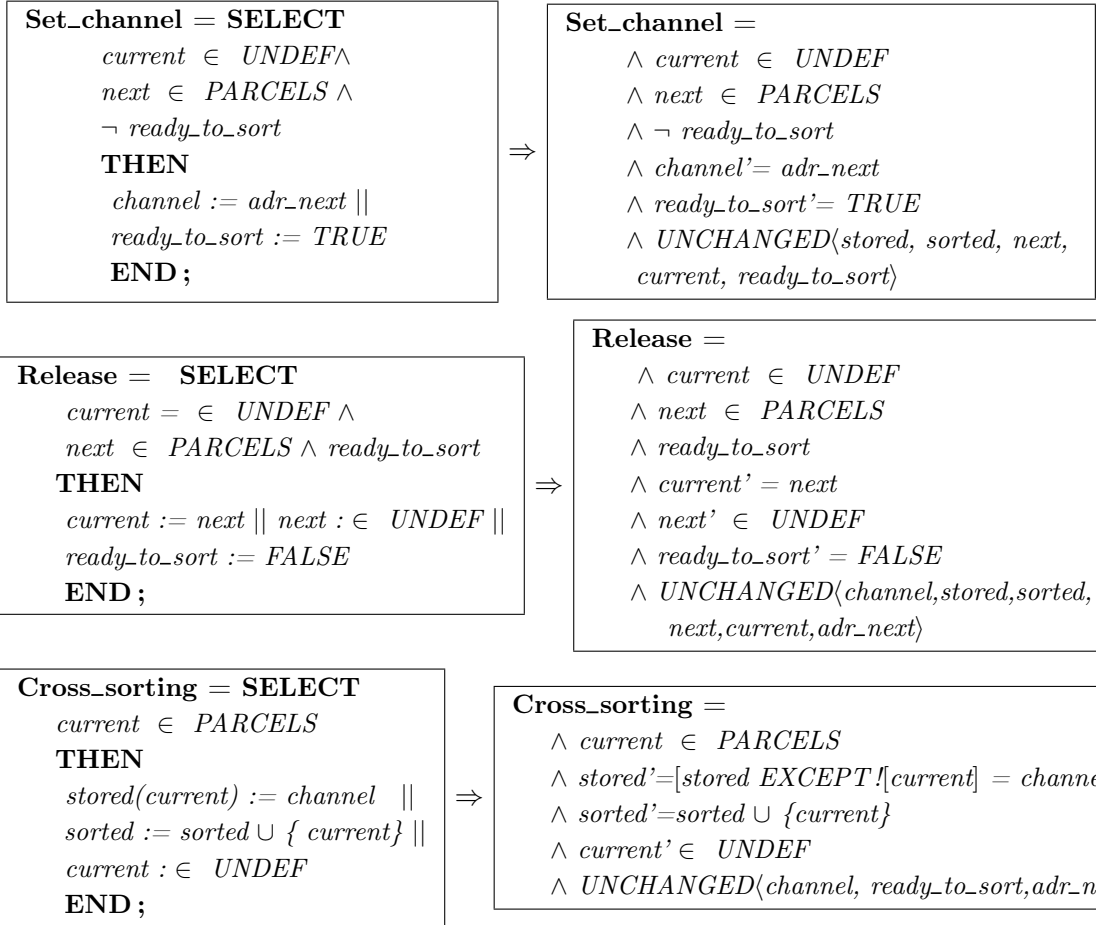 Set_channel = SELECT
current ∈ UNDEF∧
next ∈ PARCELS ∧
¬ ready_to_sort
THEN
channel := adr_next ||
ready_to_sort := TRUE
END ;
⇒
Set_channel =
∧ current ∈ UNDEF
∧ next ∈ PARCELS
∧ ¬ ready_to_sort
∧ channel'= adr_next
∧ ready_to_sort'= TRUE
∧ UNCHANGED⟨stored, sorted, next,
current, ready_to_sort⟩
Release = SELECT
current = ∈ UNDEF ∧
next ∈ PARCELS ∧ ready_to_sort
THEN
current := next || next : ∈ UNDEF ||
ready_to_sort := FALSE
END ;
⇒
Release =
∧ current ∈ UNDEF
∧ next ∈ PARCELS
∧ ready_to_sort
∧ current' = next
∧ next' ∈ UNDEF
∧ ready_to_sort' = FALSE
∧ UNCHANGED⟨channel,stored,sorted,
next,current,adr_next⟩
Cross_sorting = SELECT
current ∈ PARCELS
THEN
stored(current) := channel ||
sorted := sorted ∪ { current} ||
current : ∈ UNDEF
END ;
⇒
Cross_sorting =
∧ current ∈ PARCELS
∧ stored'=[stored EXCEPT ![current] = channe
∧ sorted'=sorted ∪ {current}
∧ current' ∈ UNDEF
∧ UNCHANGED⟨channel, ready_to_sort,adr_n